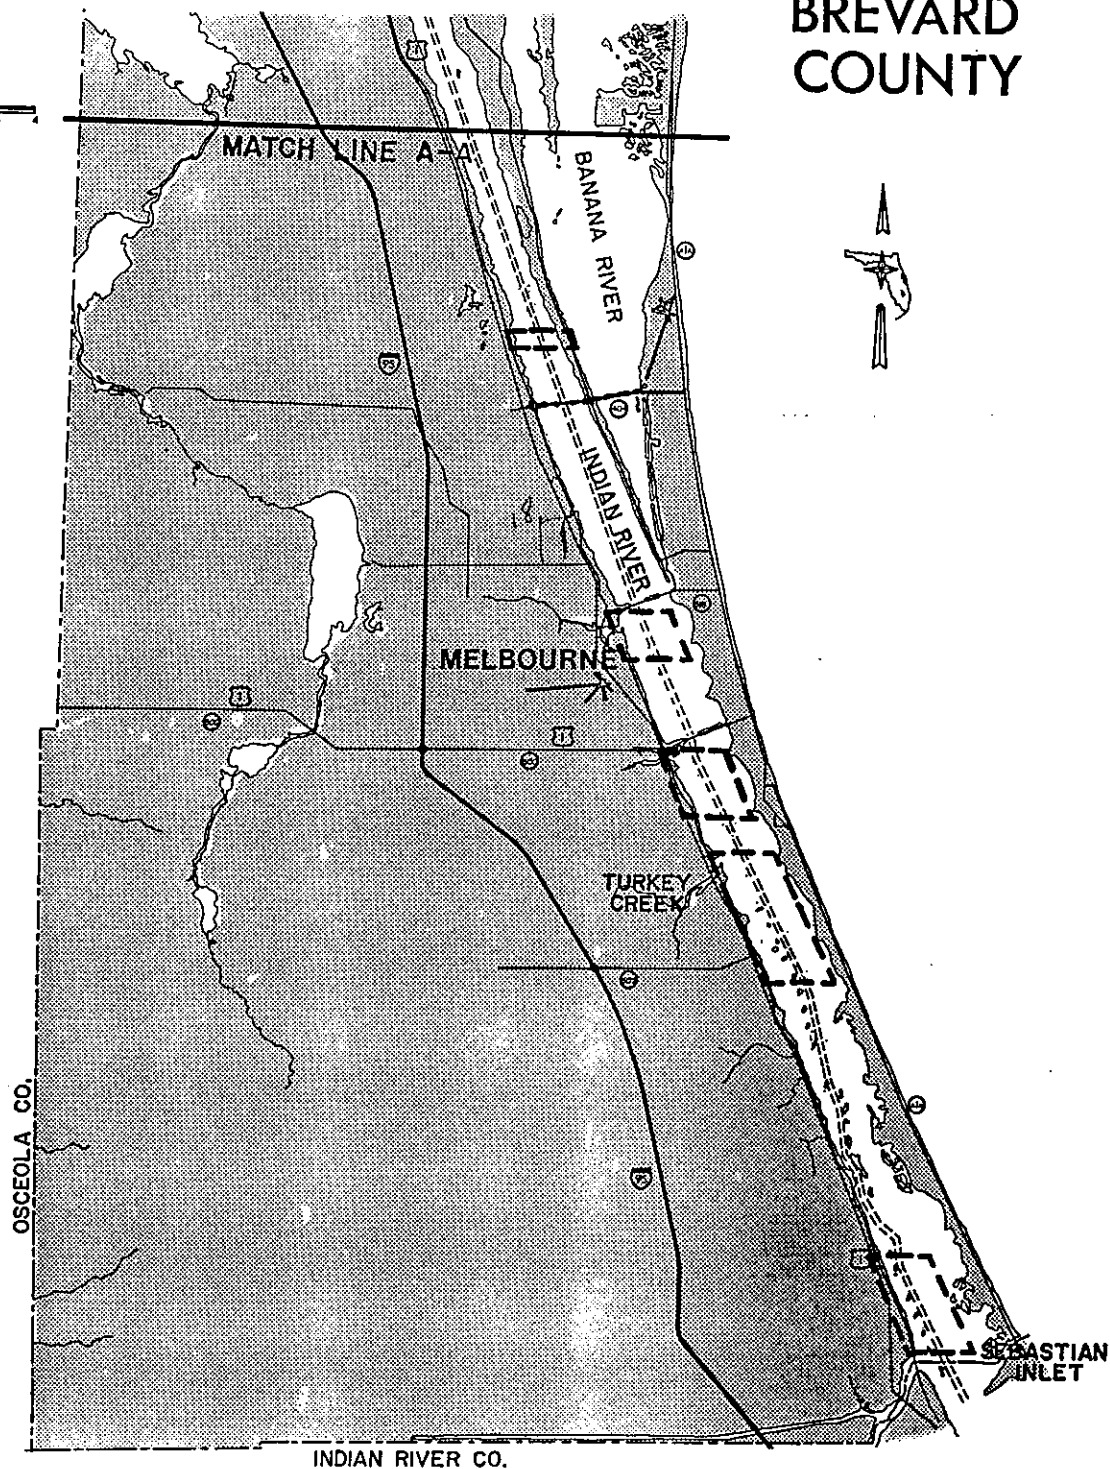 BREVARD
COUNTY
MATCH LINE A-A
BANANA RIVER
INDIAN RIVER
MELBOURNE
TURKEY
CREEK
OSCEOLA CO.
SEBASTIAN
INLET
INDIAN RIVER CO.